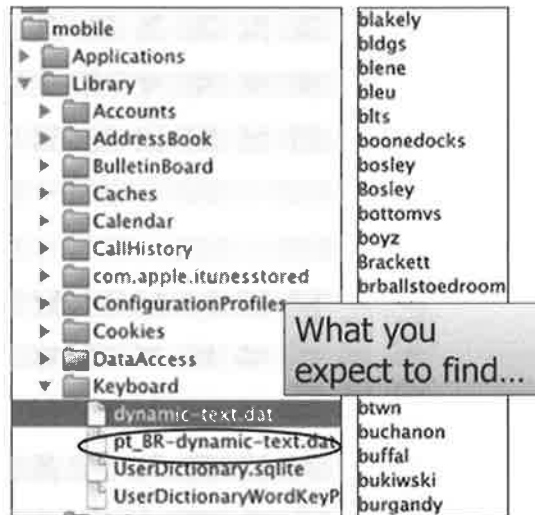 mobile
Applications
Library
Accounts
AddressBook
BulletinBoard
Caches
Calendar
CallHistory
com.apple.itunesstored
ConfigurationProfiles
Cookies
DataAccess
Keyboard
dynamic-text.dat
pt_BR-dynamic-text.dat
UserDictionary.sqlite
UserDictionaryWordKeyP
blakely
bldgs
blene
bleu
blts
boonedocks
bosley
Bosley
bottomvs
boyz
Brackett
brballstoedroom
What you
expect to find...
btwn
buchanon
buffal
bukiwski
burgandy